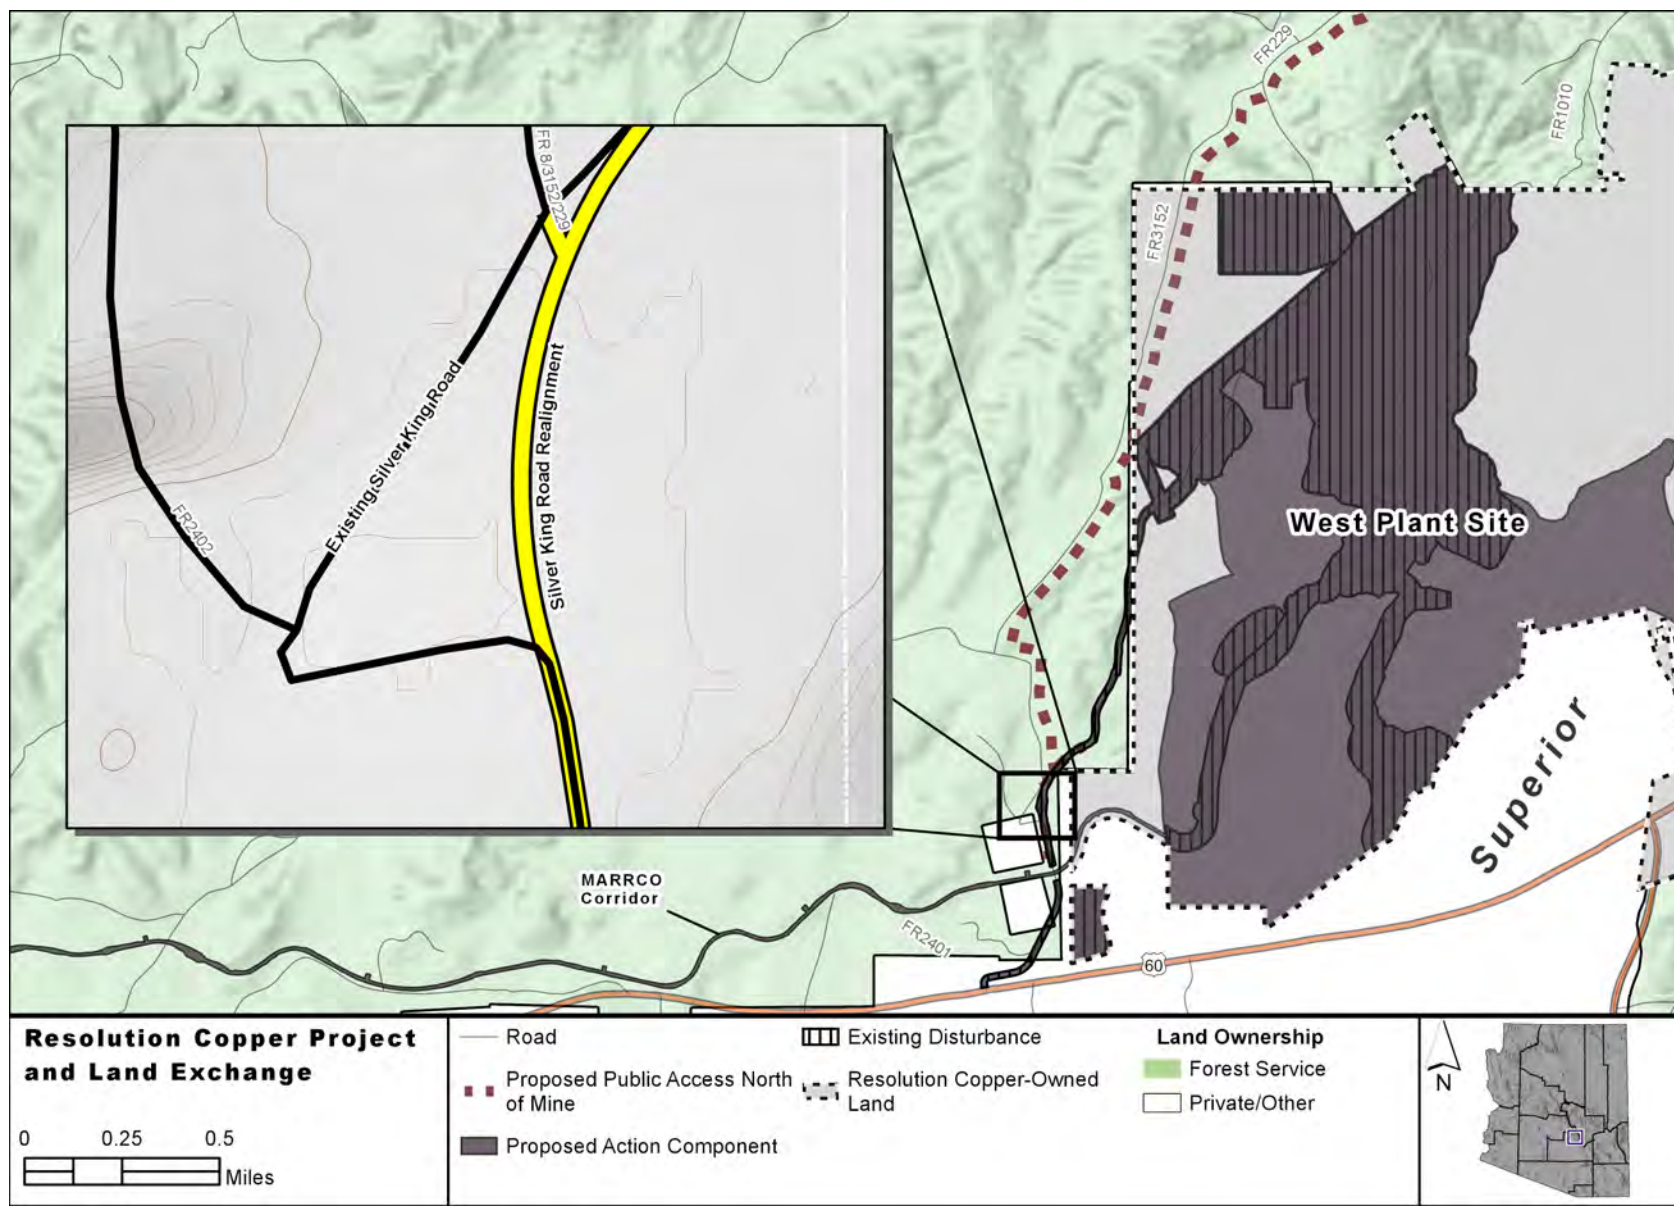 FR229
FR1010
FR3152
FR 8/3152/229
Existing Silver King Road
Silver King Road Realignment
FR2402
West Plant Site
Superior
MARRCO
Corridor
FR2401
60
Resolution Copper Project
and Land Exchange
0 0.25 0.5
Miles
Road
Proposed Public Access North
of Mine
Proposed Action Component
Existing Disturbance
Resolution Copper-Owned
Land
Land Ownership
Forest Service
Private/Other
N